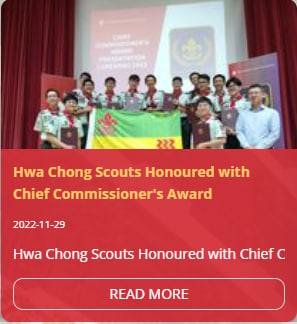 CHIEF
COMMISSIONER'S
AWARD
PRESENTATION
CEREMONY 2022
Hwa Chong Scouts Honoured with
Chief Commissioner's Award
2022-11-29
Hwa Chong Scouts Honoured with Chief C
READ MORE